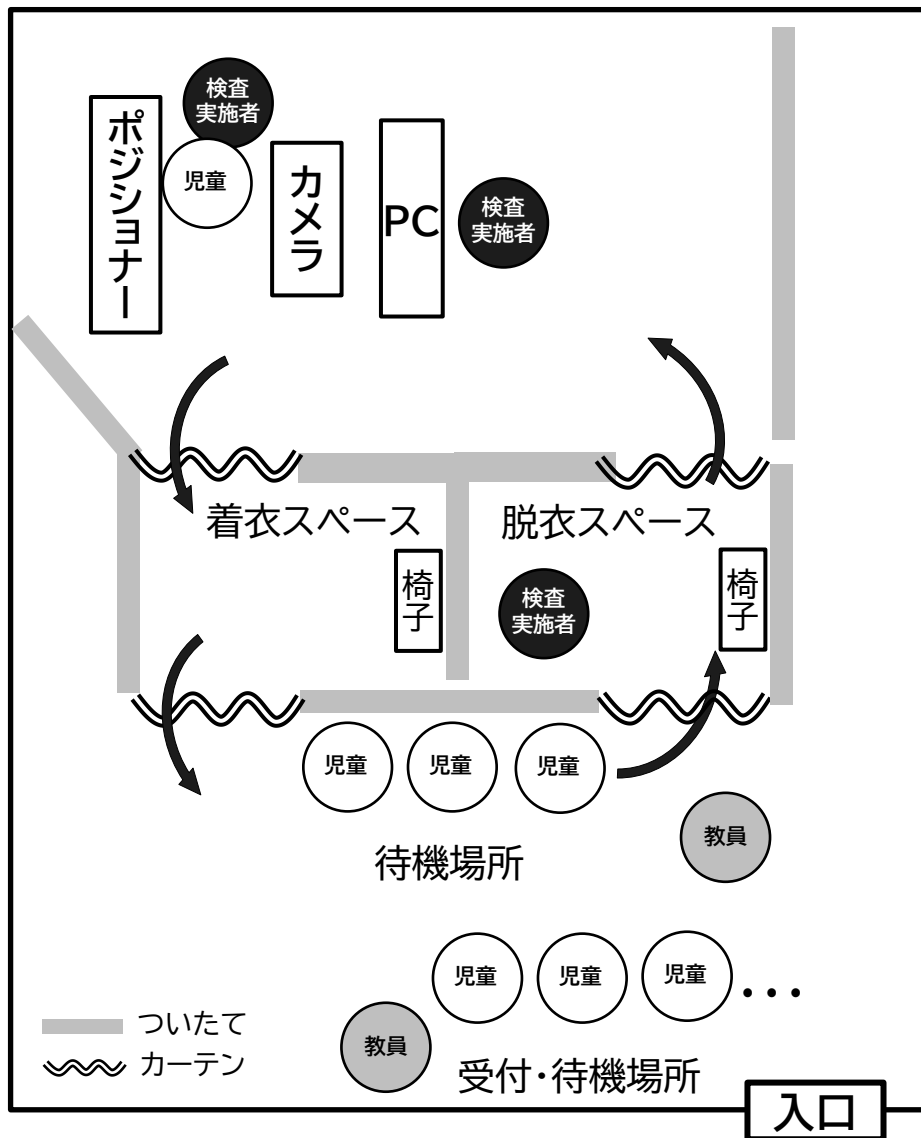 検査
実施者
ポジショナー
児童
カメラ
PC
検査
実施者
着衣スペース
脱衣スペース
椅子
検査
実施者
椅子
児童
児童
児童
教員
待機場所
児童
児童
児童
・・・
ついたて
教員
カーテン
受付・待機場所
入口